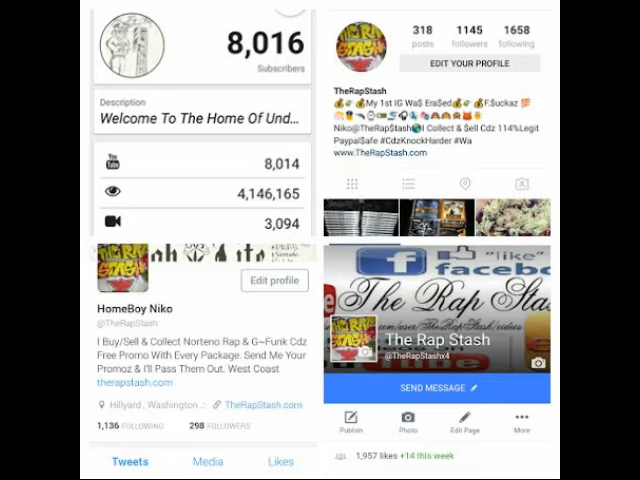 8,016
Subscribers
Description
Welcome To The Home Of Und...
You
Tube
8,014
4,146,165
3,094
318
posts
1145
followers
1658
following
EDIT YOUR PROFILE
TheRapStash
My 1st IG Wa$ Era$ed F.$uckaz
Niko@TheRap$tash I Collect & $ell Cdz 114%Legit
Paypal$afe #CdzKnockHarder #Wa
www.TheRapStash.com
Edit profile
HomeBoy Niko
@TheRapStash
I Buy/Sell & Collect Norteno Rap & G~Funk Cdz
Free Promo With Every Package. Send Me Your
Promoz & I'll Pass Them Out. West Coast
therapstash.com
Hillyard , Washington .:: TheRapStash.com
1,136 FOLLOWING 298 FOLLOWERS
Tweets Media Likes
"like"
facebo
The Rap Stas
The Rap Stash
@TheRapStashx4
SEND MESSAGE
Publish Photo Edit Page More
1,957 likes +14 this week